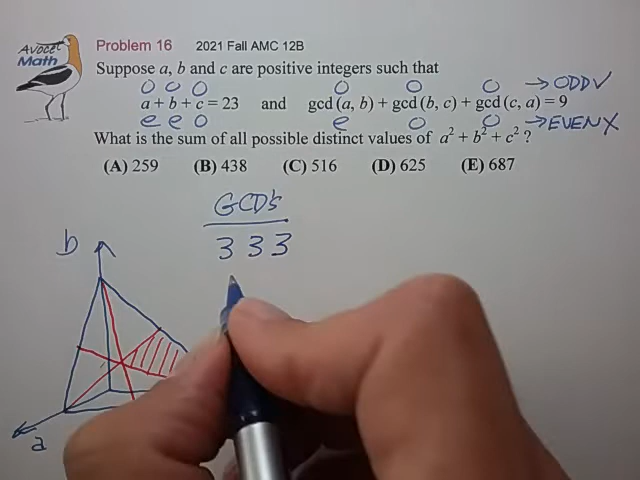 Avocet Math
Problem 16 2021 Fall AMC 12B
Suppose a, b and c are positive integers such that
O O O O O O → ODD√
a + b + c = 23 and gcd (a, b) + gcd (b, c) + gcd (c, a) = 9
e e O e O O → EVEN X
What is the sum of all possible distinct values of a² + b² + c² ?
(A) 259 (B) 438 (C) 516 (D) 625 (E) 687
GCD's
3 3 3
b
a